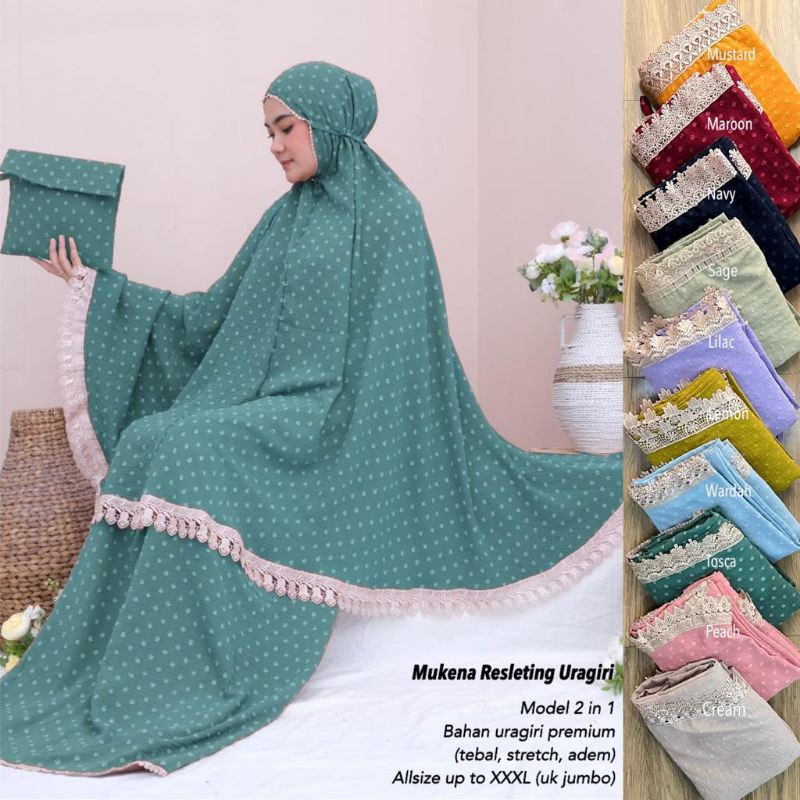 Mustard
Maroon
Navy
Sage
Lilac
Lemon
Wardah
Tosca
Peach
Cream
Mukena Resleting Uragiri
Model 2 in 1
Bahan uragiri premium
(tebal, stretch, adem)
Allsize up to XXXL (uk jumbo)